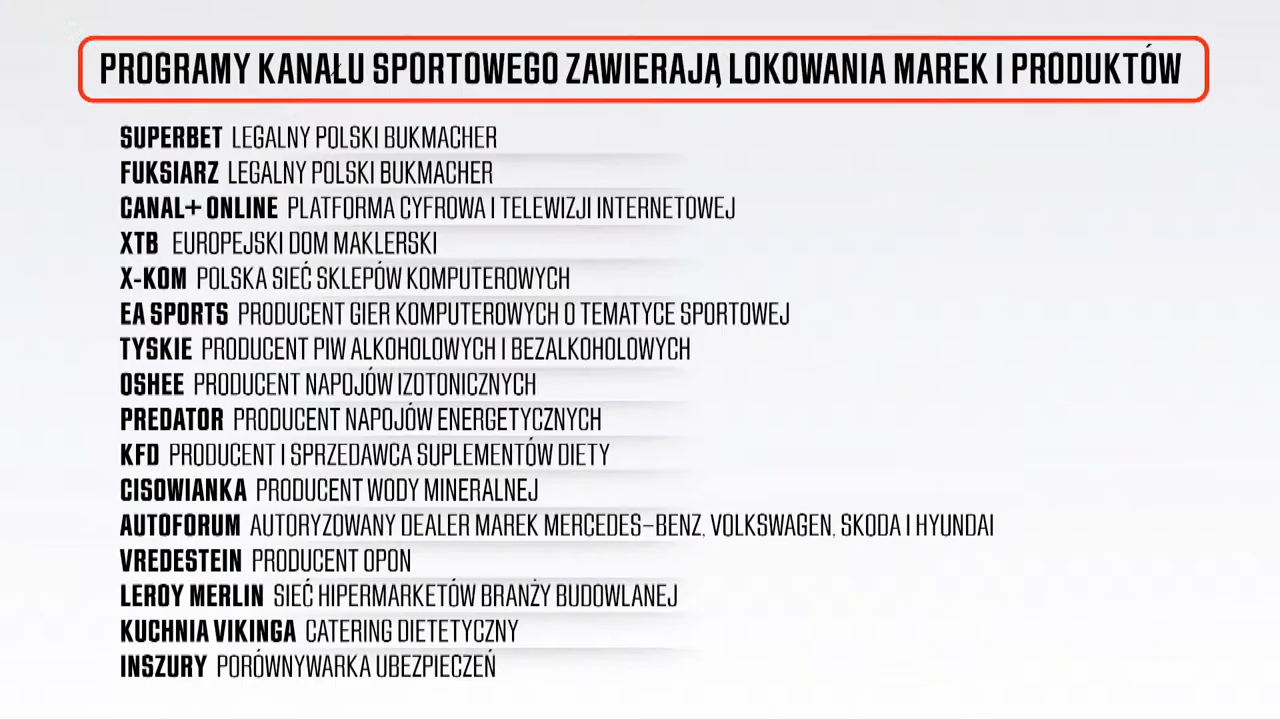 PROGRAMY KANAŁU SPORTOWEGO ZAWIERAJĄ LOKOWANIA MAREK I PRODUKTÓW
SUPERBET LEGALNY POLSKI BUKMACHER
FUKSIARZ LEGALNY POLSKI BUKMACHER
CANAL+ ONLINE PLATFORMA CYFROWA I TELEWIZJI INTERNETOWEJ
XTB EUROPEJSKI DOM MAKLERSKI
X-KOM POLSKA SIEĆ SKLEPÓW KOMPUTEROWYCH
EA SPORTS PRODUCENT GIER KOMPUTEROWYCH O TEMATYCE SPORTOWEJ
TYSKIE PRODUCENT PIW ALKOHOLOWYCH I BEZALKOHOLOWYCH
OSHEE PRODUCENT NAPOJÓW IZOTONICZNYCH
PREDATOR PRODUCENT NAPOJÓW ENERGETYCZNYCH
KFD PRODUCENT I SPRZEDAWCA SUPLEMENTÓW DIETY
CISOWIANKA PRODUCENT WODY MINERALNEJ
AUTOFORUM AUTORYZOWANY DEALER MAREK MERCEDES-BENZ, VOLKSWAGEN, SKODA I HYUNDAI
VREDESTEIN PRODUCENT OPON
LEROY MERLIN SIEĆ HIPERMARKETÓW BRANŻY BUDOWLANEJ
KUCHNIA VIKINGA CATERING DIETETYCZNY
INSZURY PORÓWNYWARKA UBEZPIECZEŃ